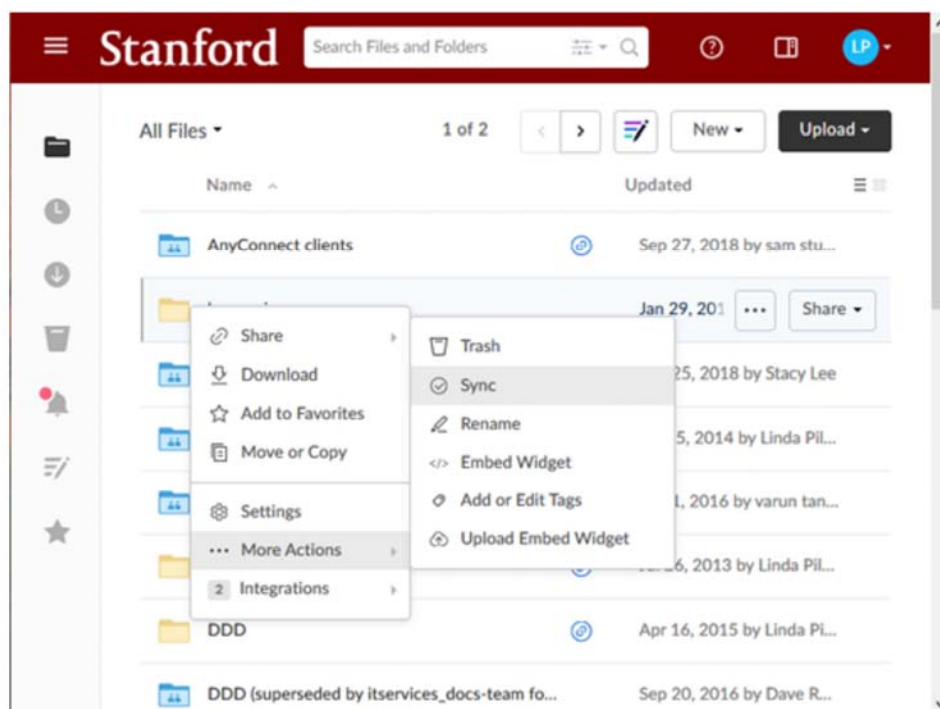 Stanford
Search Files and Folders
LP
All Files
1 of 2
New
Upload
Name
Updated
AnyConnect clients
Sep 27, 2018 by sam stu...
Jan 29, 201
Share
Share
Download
Add to Favorites
Move or Copy
Settings
More Actions
2 Integrations
Trash
Sync
Rename
Embed Widget
Add or Edit Tags
Upload Embed Widget
25, 2018 by Stacy Lee
5, 2014 by Linda Pil...
1, 2016 by varun tan...
6, 2013 by Linda Pil...
DDD
Apr 16, 2015 by Linda Pi...
DDD (superseded by itservices_docs-team fo...
Sep 20, 2016 by Dave R...